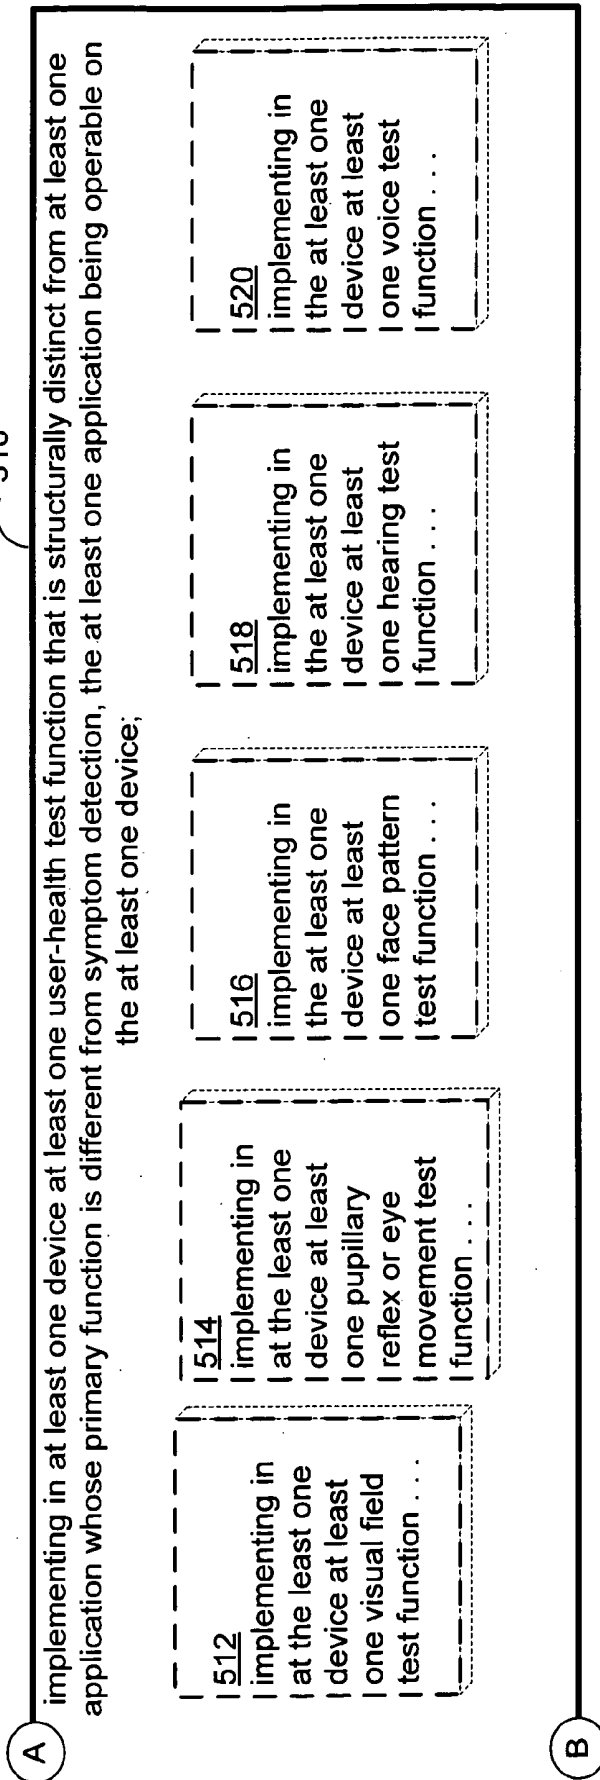 A
implementing in at least one device at least one user-health test function that is structurally distinct from at least one
application whose primary function is different from symptom detection, the at least one application being operable on
the at least one device;
512
implementing in
at the least one
device at least
one visual field
test function . . . .
514
implementing in
at the least one
device at least
one pupillary
reflex or eye
movement test
function . . .
516
implementing in
the at least one
device at least
one face pattern
test function . . . .
518
implementing in
the at least one
device at least
one hearing test
function . . . .
520
implementing in
the at least one
device at least
one voice test
function . . .
B